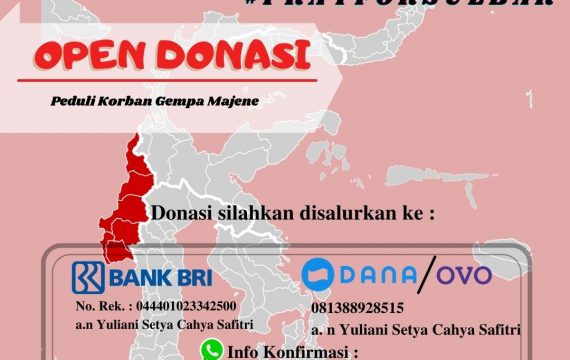 #PRAYFORSULBAR
OPEN DONASI
Peduli Korban Gempa Majene
Donasi silahkan disalurkan ke :
BANK BRI
DANA/OVO
No. Rek. : 044401023342500
081388928515
a.n Yuliani Setya Cahya Safitri
a. n Yuliani Setya Cahya Safitri
Info Konfirmasi :